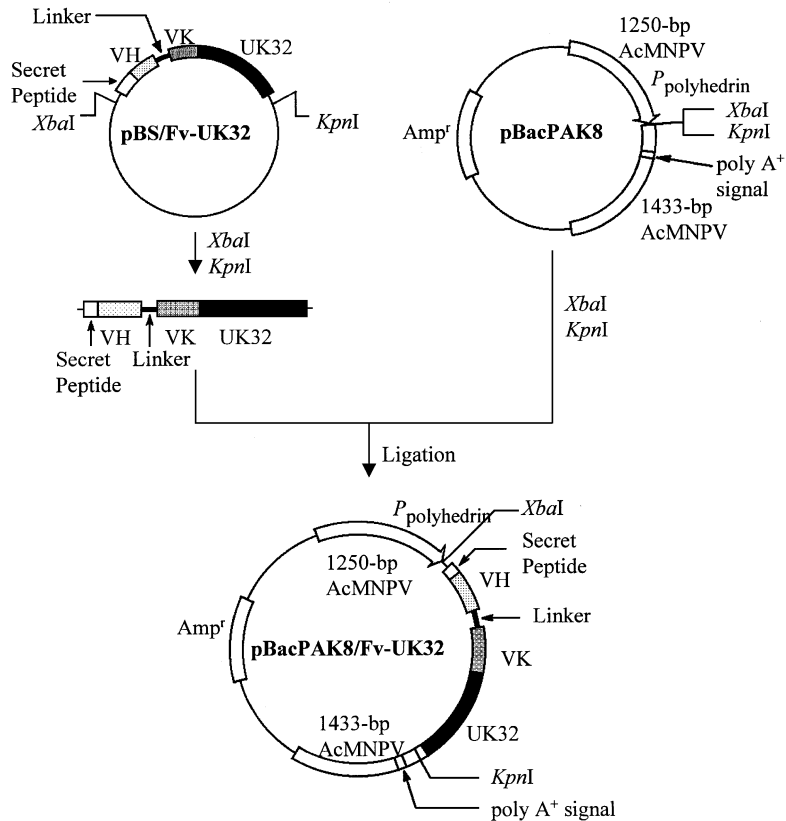 Linker
VK
UK32
VH
Secret
Peptide
XbaI
KpnI
pBS/Fv-UK32
1250-bp
AcMNPV
Ppolyhedrin
XbaI
KpnI
Ampʳ
pBacPAK8
poly A⁺
signal
1433-bp
AcMNPV
XbaI
KpnI
VH
VK
UK32
Secret
Peptide
Linker
XbaI
KpnI
Ligation
Ppolyhedrin
XbaI
Secret
Peptide
1250-bp
AcMNPV
VH
Linker
Ampʳ
pBacPAK8/Fv-UK32
VK
1433-bp
AcMNPV
UK32
KpnI
poly A⁺ signal